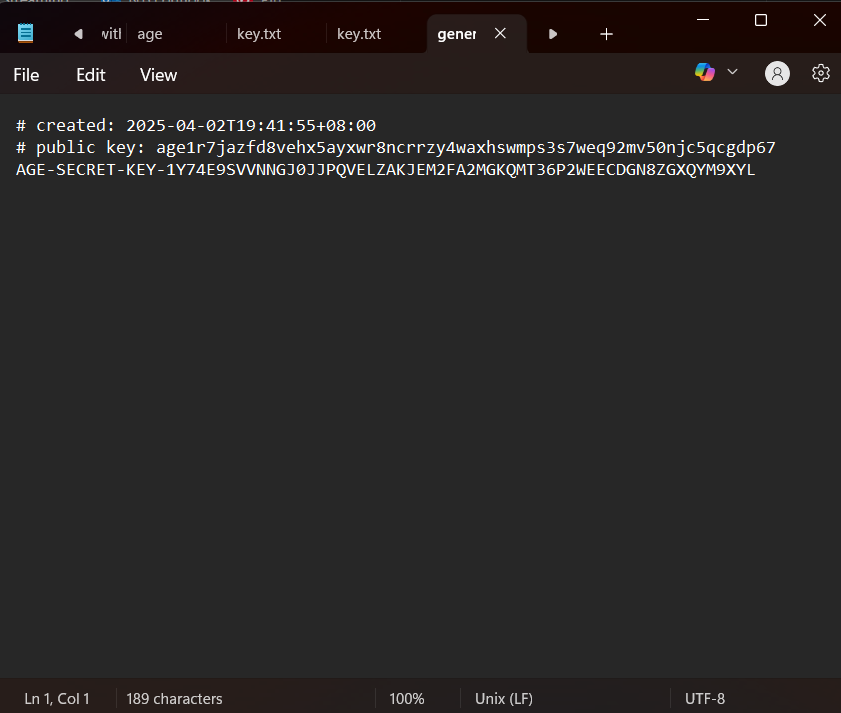 age
key.txt
key.txt
gener
File Edit View
# created: 2025-04-02T19:41:55+08:00
# public key: age1r7jazfd8vehx5ayxwr8ncrrzy4waxhswmps3s7weq92mv50njc5qcgdp67
AGE-SECRET-KEY-1Y74E9SVVNNGJ0JJPQVELZAKJEM2FA2MGKQMT36P2WEECDGN8ZGXQYM9XYL
Ln 1, Col 1 189 characters 100% Unix (LF) UTF-8